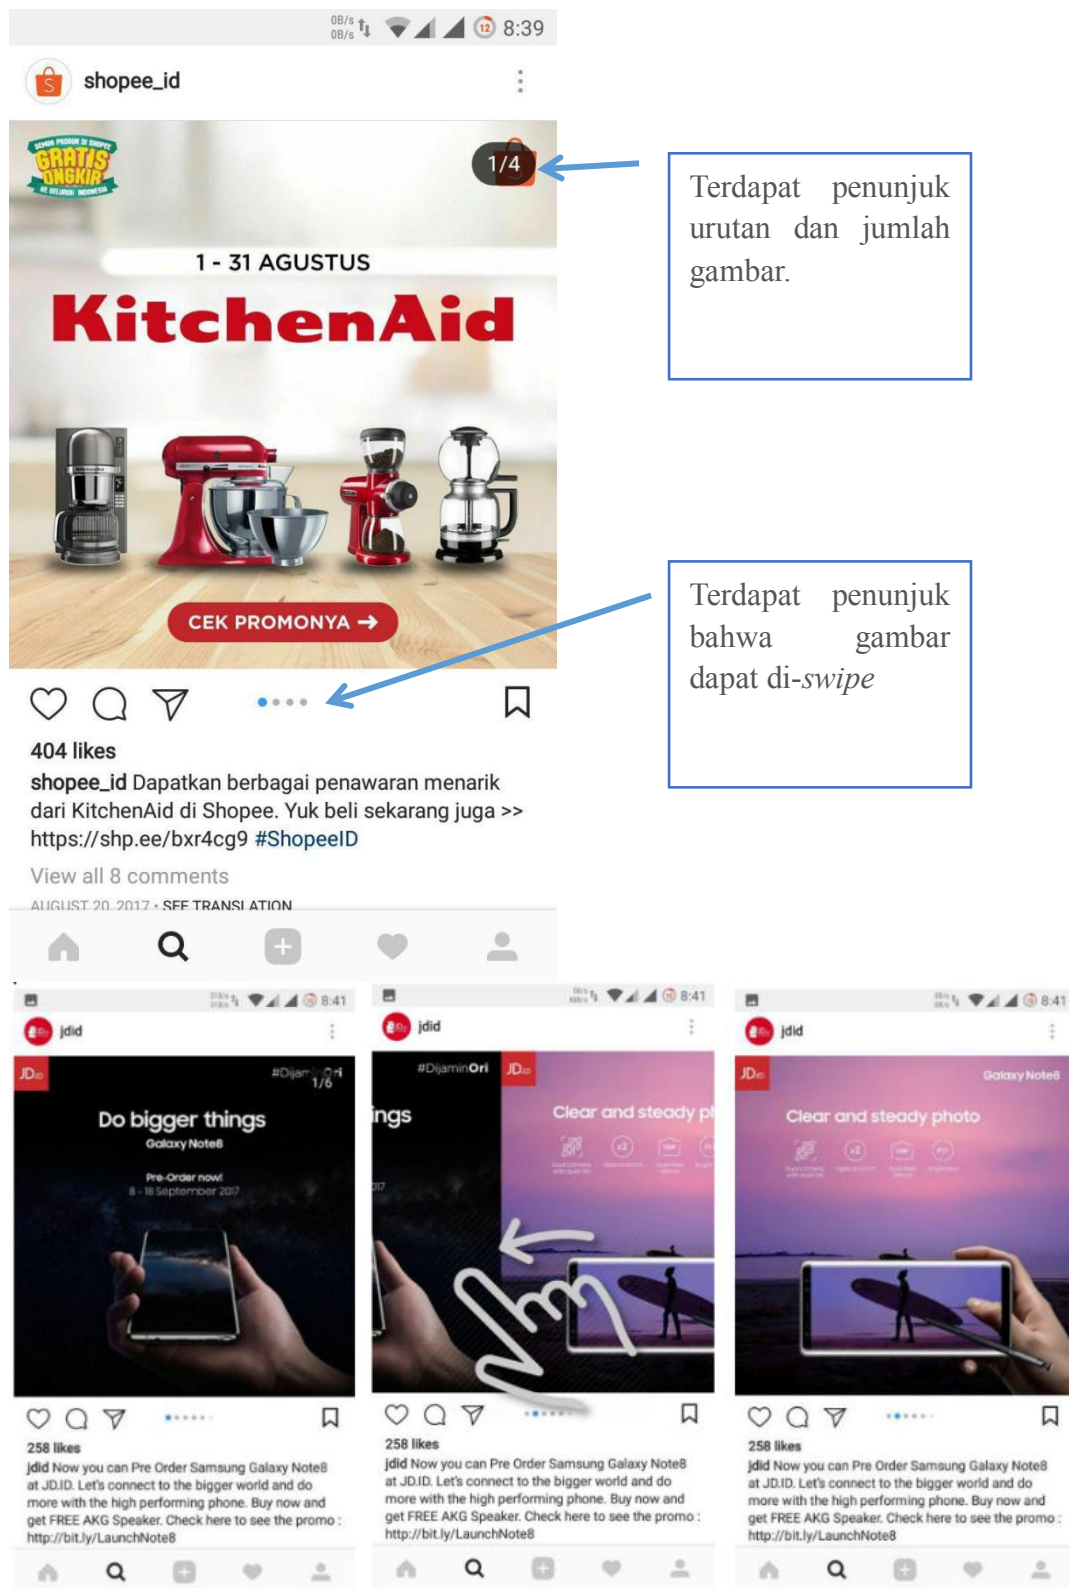 0B/s
0B/s
12
8:39
shopee_id
SEMUA PRODUK DI SHOPEE
GRATIS
ONGKIR
KE SELURUH INDONESIA
1/4
1 - 31 AGUSTUS
KitchenAid
CEK PROMONYA →
404 likes
shopee_id Dapatkan berbagai penawaran menarik
dari KitchenAid di Shopee. Yuk beli sekarang juga >>
https://shp.ee/bxr4cg9 #ShopeeID
View all 8 comments
AUGUST 20, 2017 • SEE TRANSLATION
Terdapat penunjuk
urutan dan jumlah
gambar.
Terdapat penunjuk
bahwa gambar
dapat di-swipe
8:41
jdid
JD.ID
#DijaminOri
1/6
Do bigger things
Galaxy Note8
Pre-Order now!
8 - 18 September 2017
258 likes
jdid Now you can Pre Order Samsung Galaxy Note8
at JD.ID. Let's connect to the bigger world and do
more with the high performing phone. Buy now and
get FREE AKG Speaker. Check here to see the promo :
http://bit.ly/LaunchNote8
8:41
jdid
#DijaminOri
JD.ID
ings
Clear and steady ph
x2
2017
258 likes
jdid Now you can Pre Order Samsung Galaxy Note8
at JD.ID. Let's connect to the bigger world and do
more with the high performing phone. Buy now and
get FREE AKG Speaker. Check here to see the promo :
http://bit.ly/LaunchNote8
8:41
jdid
JD.ID
Galaxy Note8
Clear and steady photo
x2
258 likes
jdid Now you can Pre Order Samsung Galaxy Note8
at JD.ID. Let's connect to the bigger world and do
more with the high performing phone. Buy now and
get FREE AKG Speaker. Check here to see the promo :
http://bit.ly/LaunchNote8